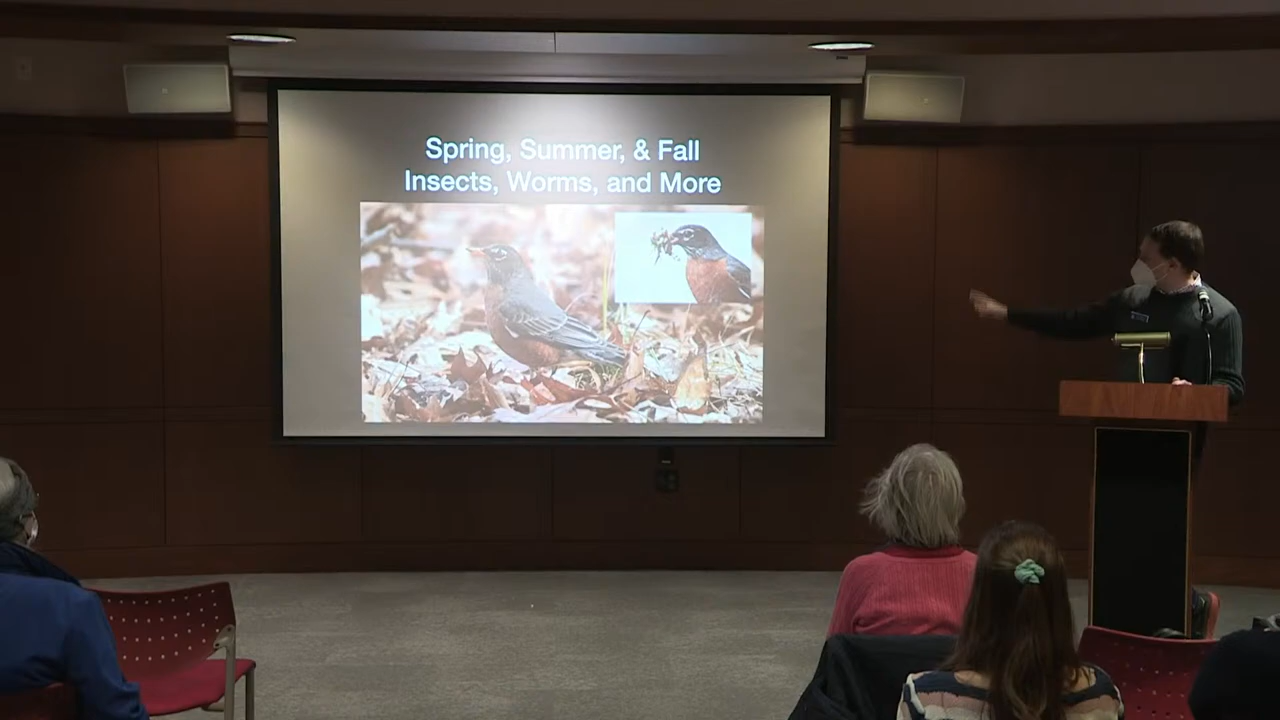 Spring, Summer, & Fall
Insects, Worms, and More